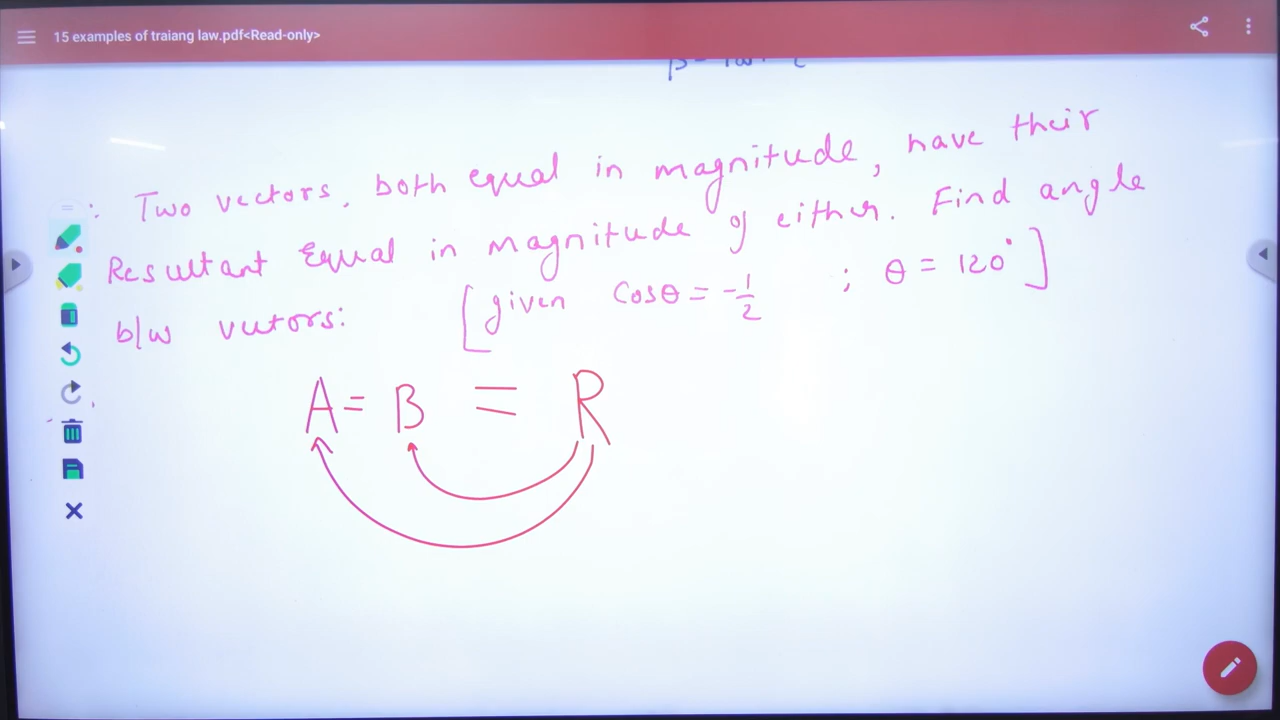 15 examples of traiang law.pdf<Read-only>
: Two vectors, both equal in magnitude, have their
Resultant Equal in magnitude of either. Find angle
b/w vectors: [given Cosθ = -1/2 ; θ = 120°]
A = B = R